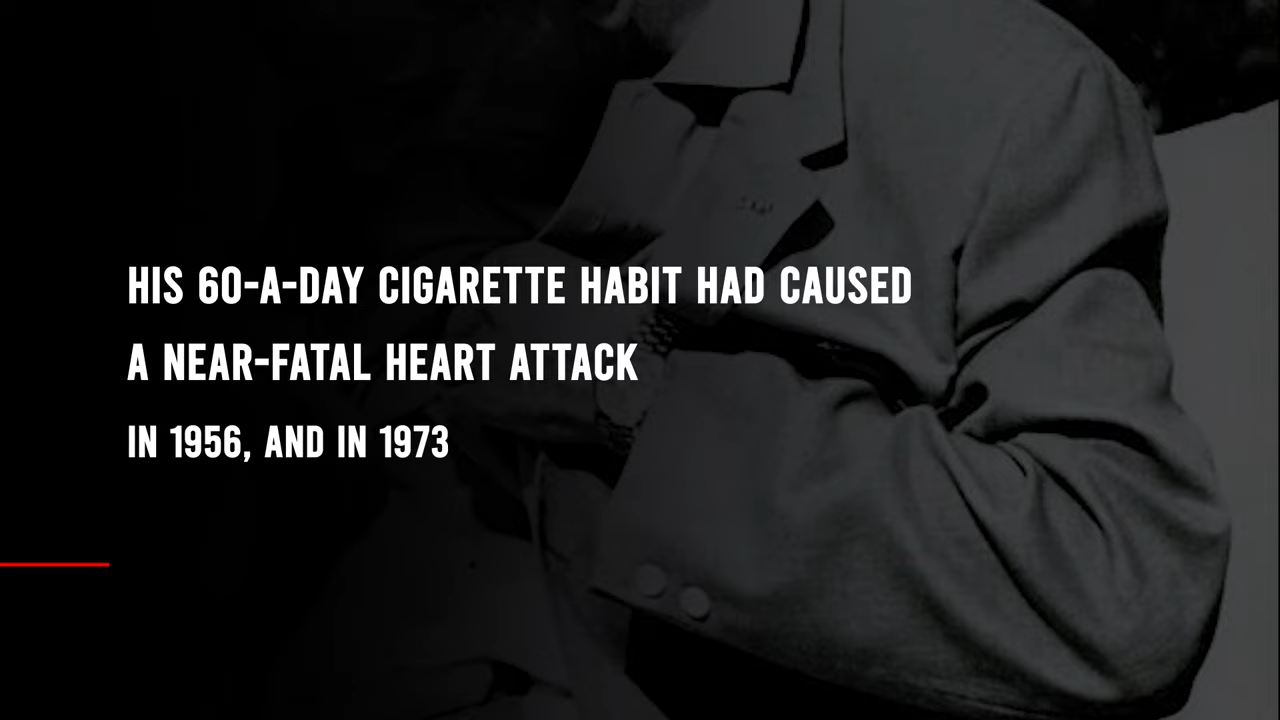 HIS 60-A-DAY CIGARETTE HABIT HAD CAUSED
A NEAR-FATAL HEART ATTACK
IN 1956, AND IN 1973